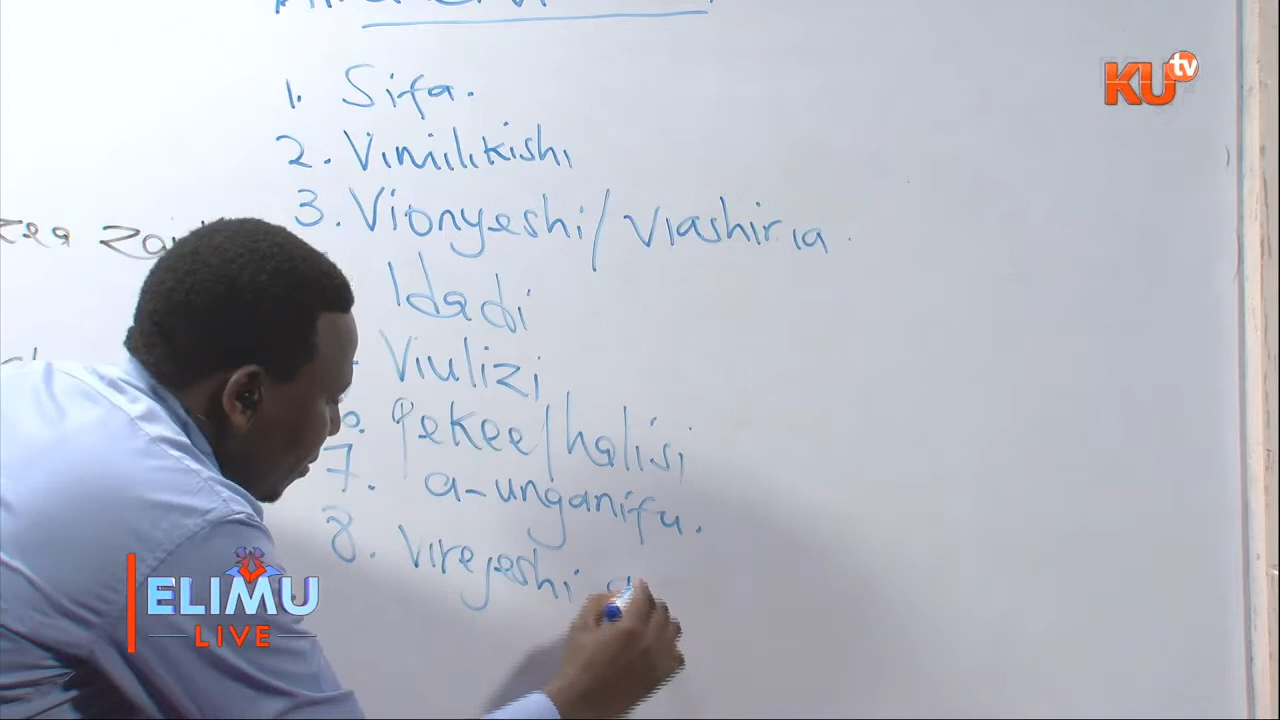 1. Sifa.
2. Vimilikishi
3. Vionyeshi/Viashiria.
Idadi
Viulizi
Pekee/halisi
7. a-unganifu.
8. Virejeshi
KU tv
ELIMU
LIVE